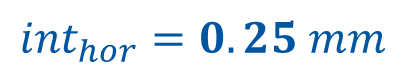 int_hor = 0.25 mm